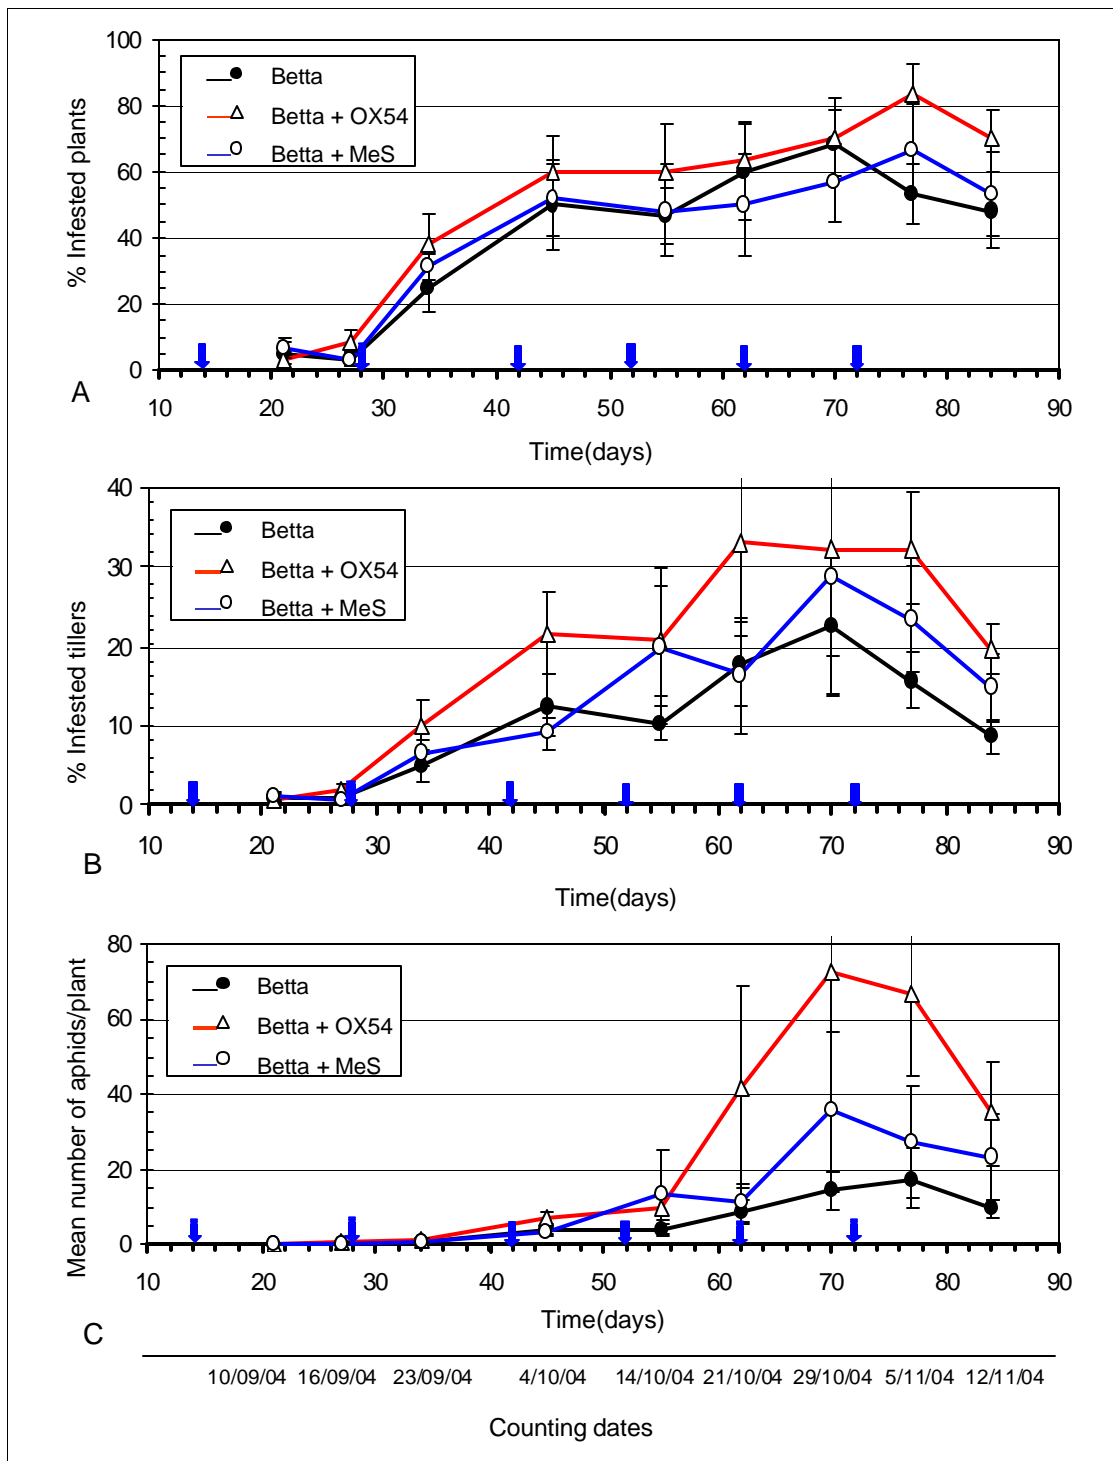 100
80
60
40
20
0
% Infested plants
Betta
Betta + OX54
Betta + MeS
A
10 20 30 40 50 60 70 80 90
Time(days)
40
30
20
10
0
% Infested tillers
Betta
Betta + OX54
Betta + MeS
10 20 30 40 50 60 70 80 90
B
Time(days)
80
60
40
20
0
Mean number of aphids/plant
Betta
Betta + OX54
Betta + MeS
10 20 30 40 50 60 70 80 90
Time(days)
C
10/09/04 16/09/04 23/09/04 4/10/04 14/10/04 21/10/04 29/10/04 5/11/04 12/11/04
Counting dates